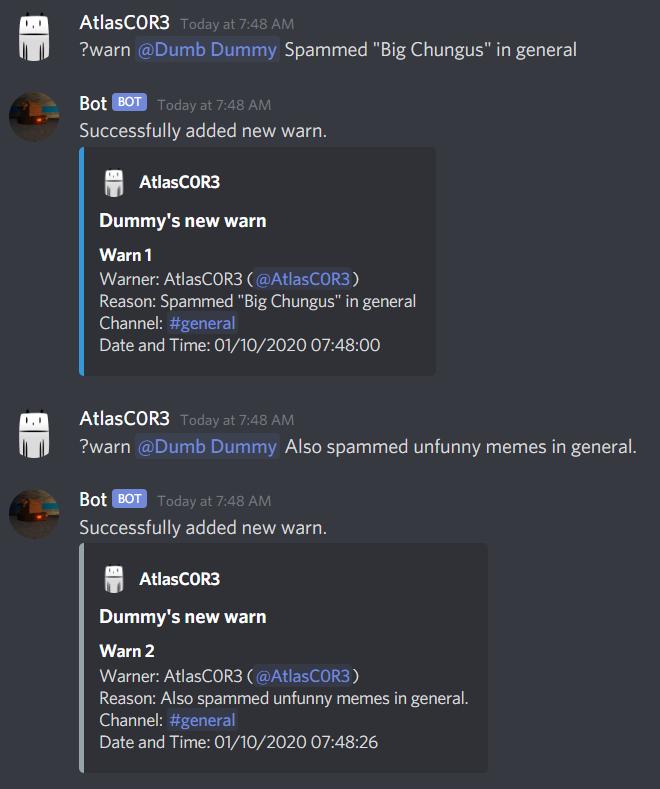 AtlasC0R3 Today at 7:48 AM
?warn @Dumb Dummy Spammed "Big Chungus" in general
Bot BOT Today at 7:48 AM
Successfully added new warn.
AtlasC0R3
Dummy's new warn
Warn 1
Warner: AtlasC0R3 (@AtlasC0R3)
Reason: Spammed "Big Chungus" in general
Channel: #general
Date and Time: 01/10/2020 07:48:00
AtlasC0R3 Today at 7:48 AM
?warn @Dumb Dummy Also spammed unfunny memes in general.
Bot BOT Today at 7:48 AM
Successfully added new warn.
AtlasC0R3
Dummy's new warn
Warn 2
Warner: AtlasC0R3 (@AtlasC0R3)
Reason: Also spammed unfunny memes in general.
Channel: #general
Date and Time: 01/10/2020 07:48:26